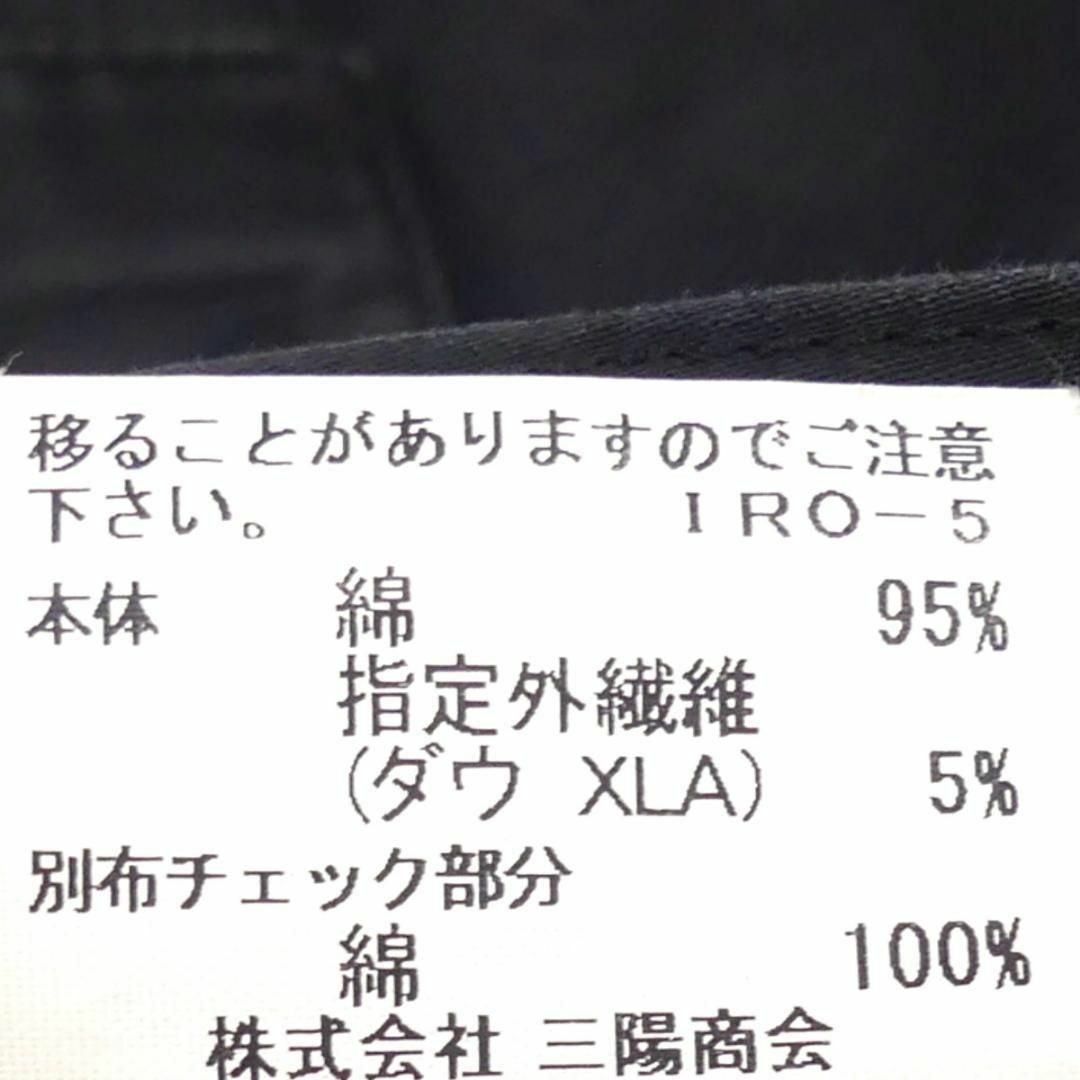 移ることがありますのでご注意
下さい。 IRO-5
本体 綿 95%
指定外繊維
(ダウ XLA) 5%
別布チェック部分
綿 100%
株式会社 三陽商会